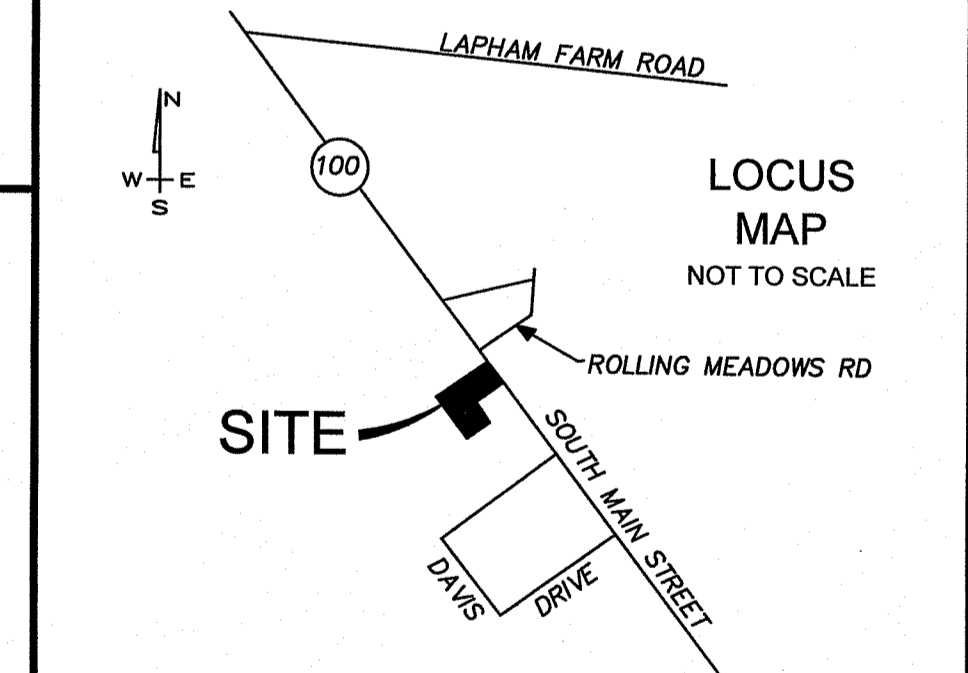 LAPHAM FARM ROAD
N
W E
S
100
LOCUS
MAP
NOT TO SCALE
ROLLING MEADOWS RD
SITE
SOUTH MAIN STREET
DAVIS
DRIVE